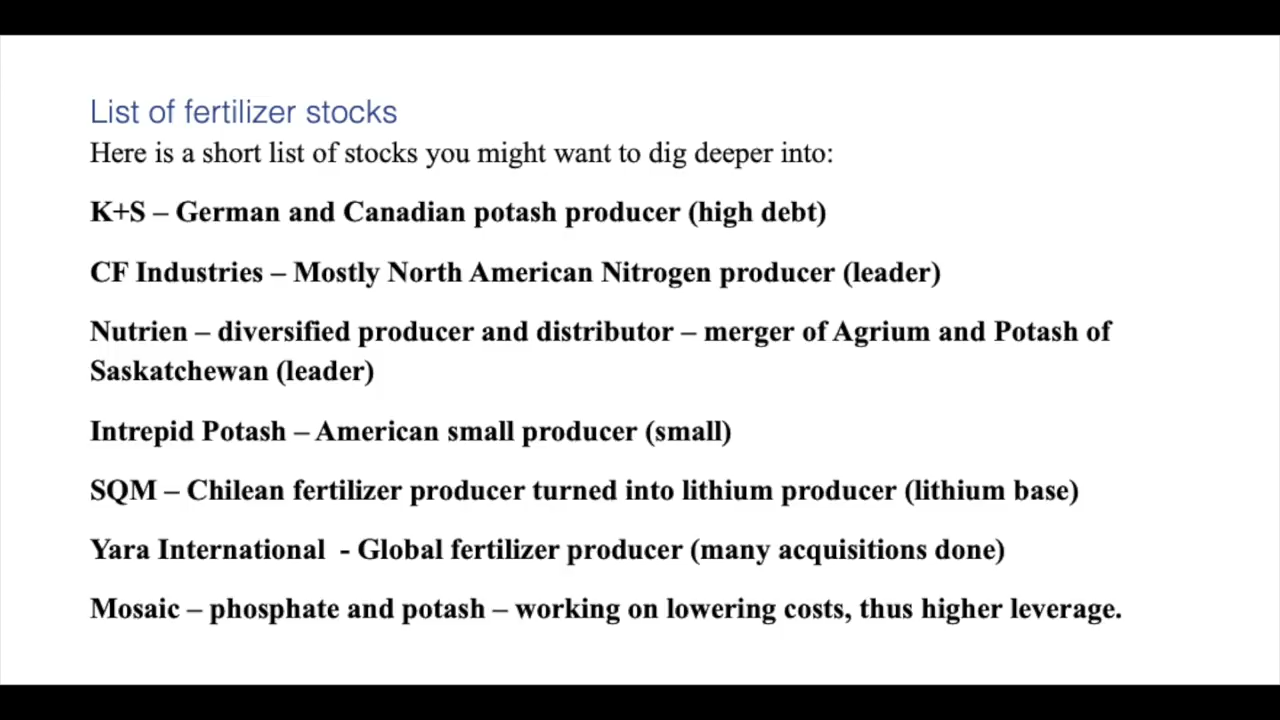 List of fertilizer stocks
Here is a short list of stocks you might want to dig deeper into:
K+S – German and Canadian potash producer (high debt)
CF Industries – Mostly North American Nitrogen producer (leader)
Nutrien – diversified producer and distributor – merger of Agrium and Potash of
Saskatchewan (leader)
Intrepid Potash – American small producer (small)
SQM – Chilean fertilizer producer turned into lithium producer (lithium base)
Yara International  - Global fertilizer producer (many acquisitions done)
Mosaic – phosphate and potash – working on lowering costs, thus higher leverage.